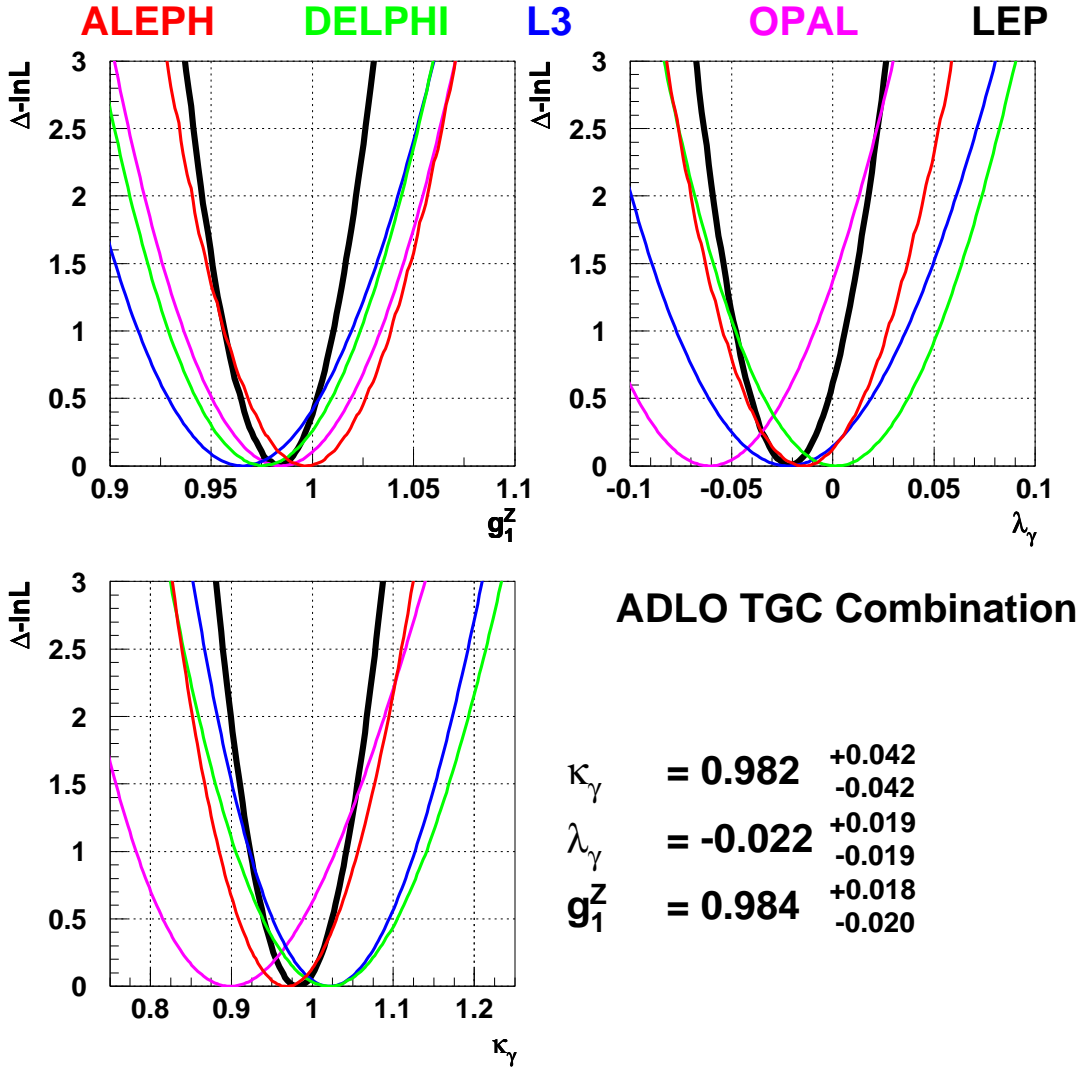 ALEPH DELPHI L3 OPAL LEP
Δ-lnL
3
2.5
2
1.5
1
0.5
0
0.9 0.95 1 1.05 1.1
g₁ᶻ
Δ-lnL
3
2.5
2
1.5
1
0.5
0
-0.1 -0.05 0 0.05 0.1
λᵧ
Δ-lnL
3
2.5
2
1.5
1
0.5
0
0.8 0.9 1 1.1 1.2
κᵧ
ADLO TGC Combination
κᵧ = 0.982 +0.042
-0.042
λᵧ = -0.022 +0.019
-0.019
g₁ᶻ = 0.984 +0.018
-0.020